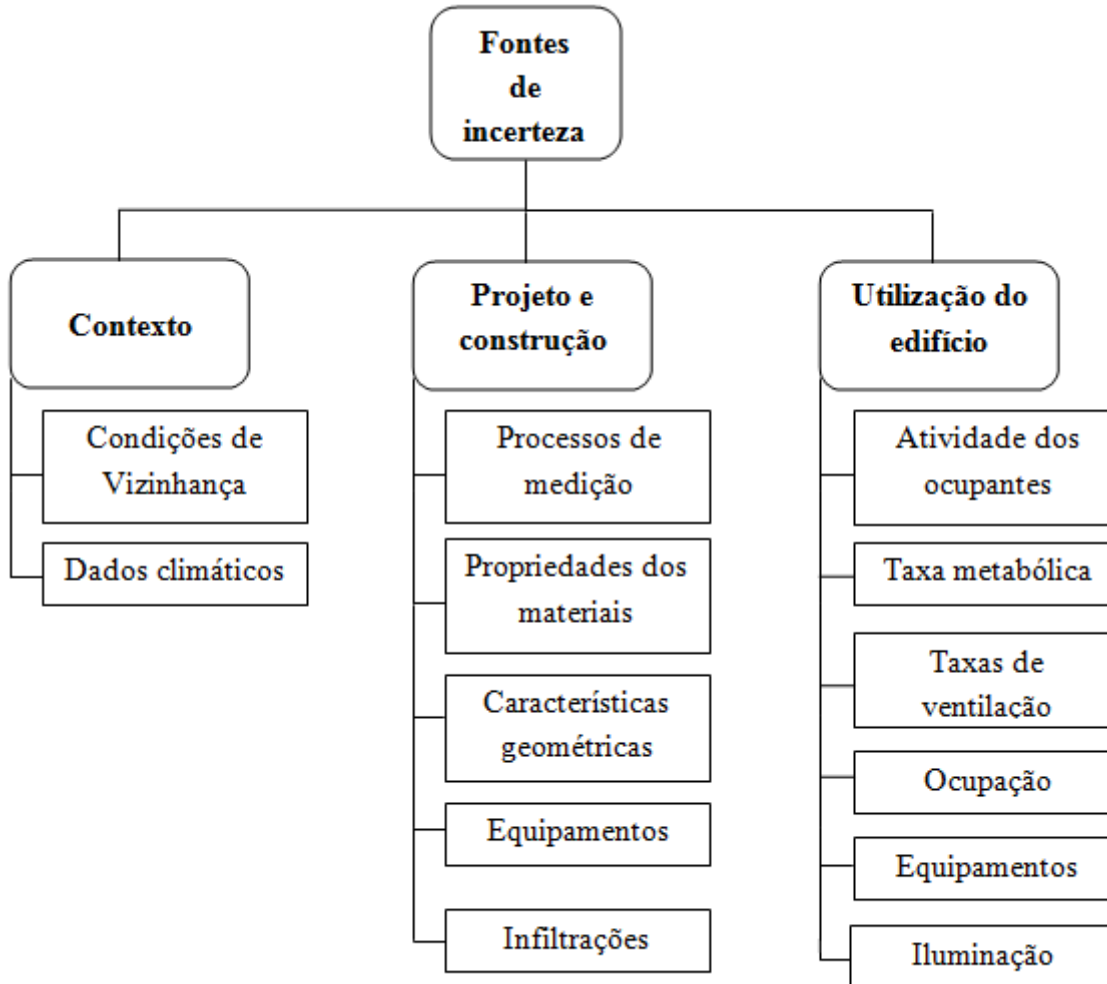 Fontes
de
incerteza
Contexto
Condições de
Vizinhança
Dados climáticos
Projeto e
construção
Processos de
medição
Propriedades dos
materiais
Características
geométricas
Equipamentos
Infiltrações
Utilização do
edifício
Atividade dos
ocupantes
Taxa metabólica
Taxas de
ventilação
Ocupação
Equipamentos
Iluminação